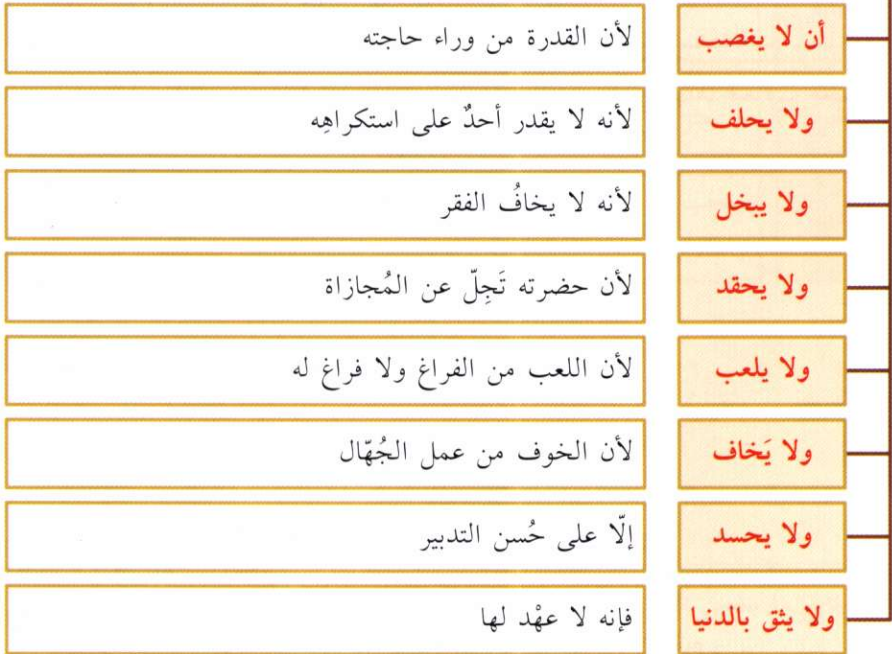 أن لا يغصب لأن القدرة من وراء حاجته
ولا يحلف لأنه لا يقدر أحدٌ على استكراهِه
ولا يبخل لأنه لا يخافُ الفقر
ولا يحقد لأن حضرته تَجِلّ عن المُجازاة
ولا يلعب لأن اللعب من الفراغ ولا فراغ له
ولا يَخاف لأن الخوف من عمل الجُهّال
ولا يحسد إلّا على حُسن التدبير
ولا يثق بالدنيا فإنه لا عهْد لها